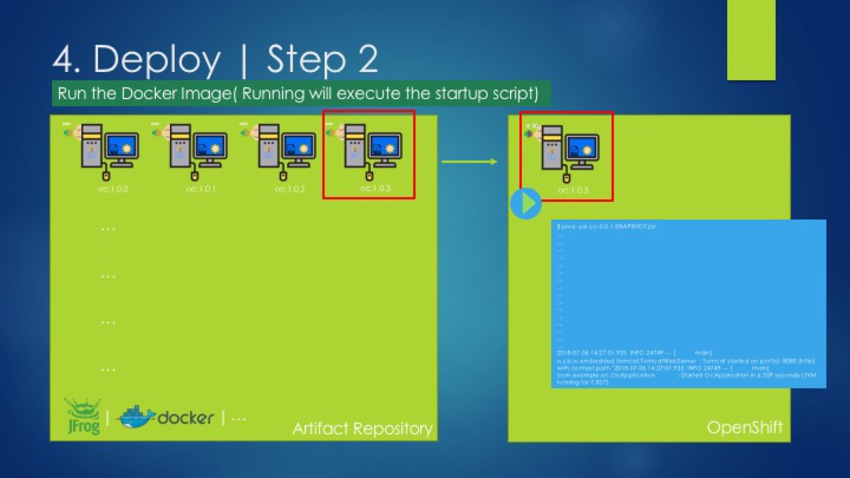 4. Deploy | Step 2
Run the Docker Image( Running will execute the startup script)
oc:1.0.0
oc:1.0.1
oc:1.0.2
oc:1.0.3
oc:1.0.3
...
...
...
...
$ java -jar oc-0.0.1-SNAPSHOT.jar
2018-07-06 14:27:01.935 INFO 24749 --- [ main]
o.s.b.w.embedded.tomcat.TomcatWebServer : Tomcat started on port(s): 8080 (http)
with context path ''2018-07-06 14:27:01.935 INFO 24749 --- [ main]
com.example.oc.OcApplication : Started OcApplication in 6.359 seconds (JVM
running for 7.827)
JFrog | docker | ...
Artifact Repository
OpenShift